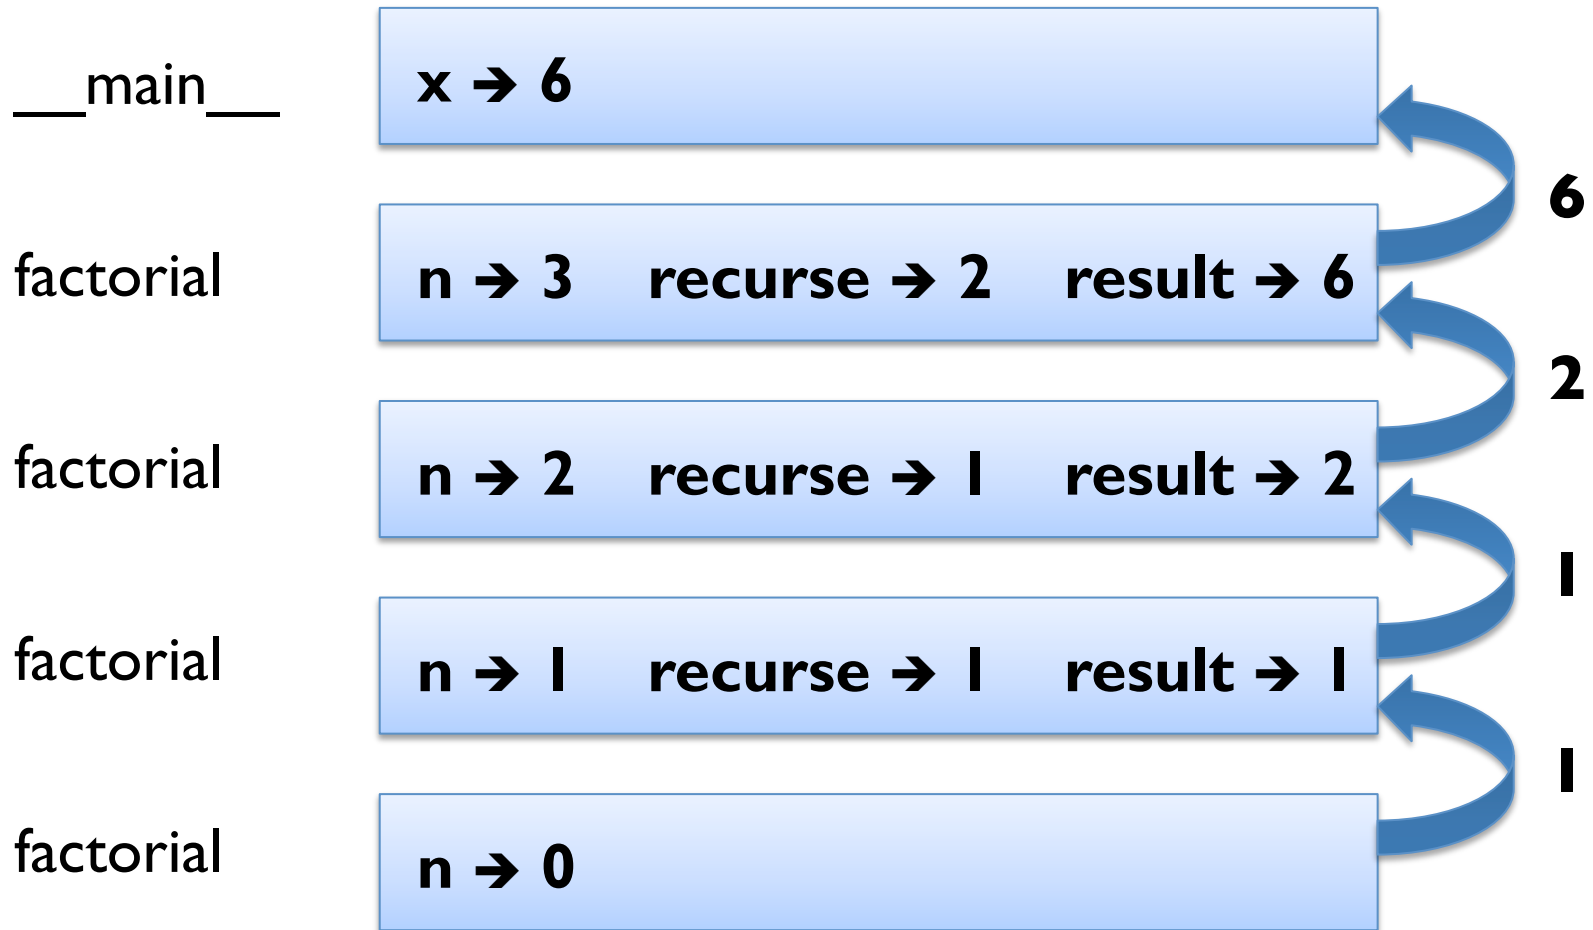 __main__ x → 6
6
factorial n → 3 recurse → 2 result → 6
2
factorial n → 2 recurse → 1 result → 2
1
factorial n → 1 recurse → 1 result → 1
1
factorial n → 0